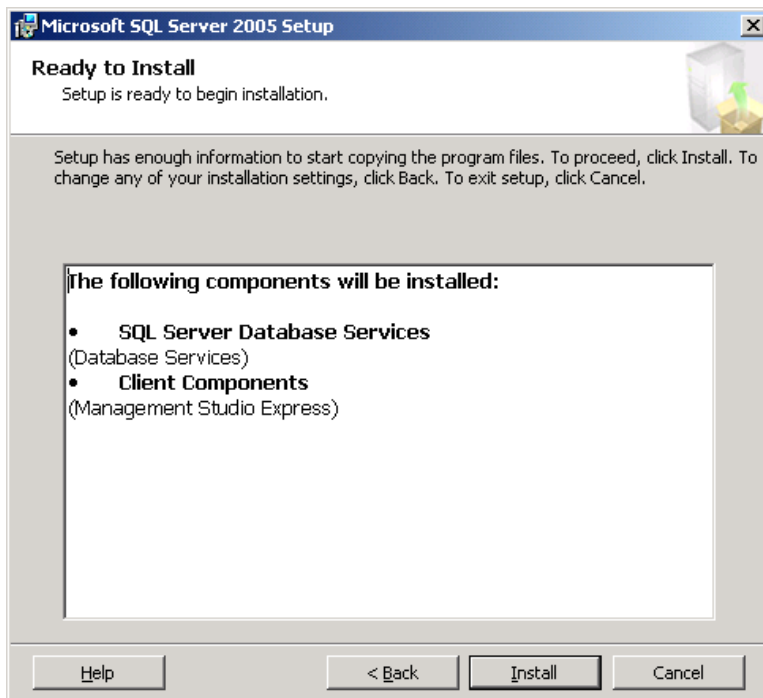 Microsoft SQL Server 2005 Setup
Ready to Install
Setup is ready to begin installation.
Setup has enough information to start copying the program files. To proceed, click Install. To
change any of your installation settings, click Back. To exit setup, click Cancel.
The following components will be installed:
• SQL Server Database Services
(Database Services)
• Client Components
(Management Studio Express)
Help
< Back
Install
Cancel